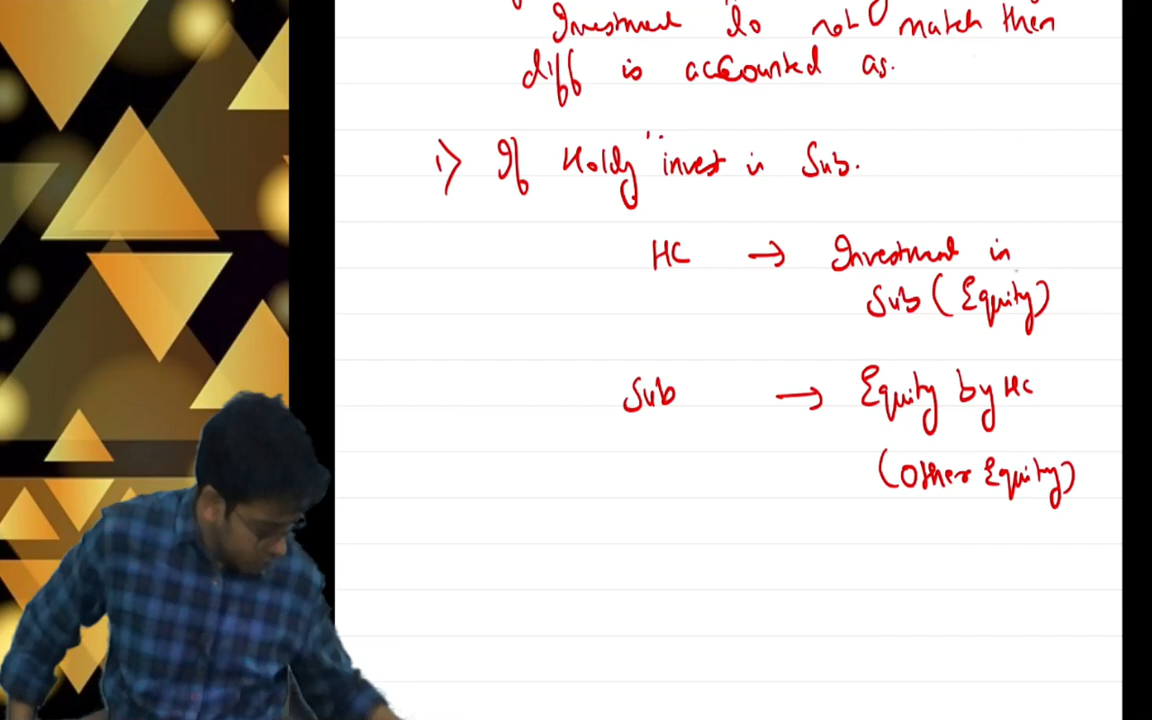 Investment do not match then
diff is accounted as.
1) If Holdg invest in Sub.
HC → Investment in
Sub (Equity)
Sub → Equity by HC
(Other Equity)